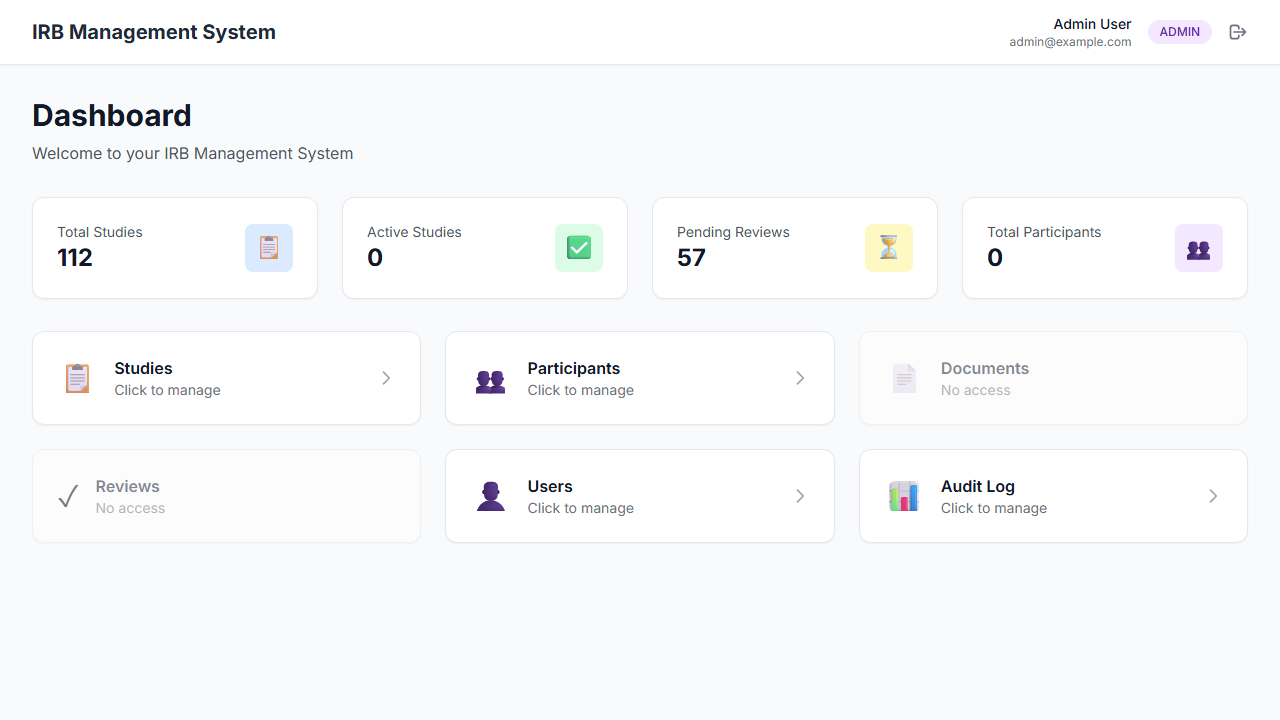 IRB Management System
Admin User
admin@example.com
ADMIN
Dashboard
Welcome to your IRB Management System
Total Studies
112
Active Studies
0
Pending Reviews
57
Total Participants
0
Studies
Click to manage
Participants
Click to manage
Documents
No access
Reviews
No access
Users
Click to manage
Audit Log
Click to manage